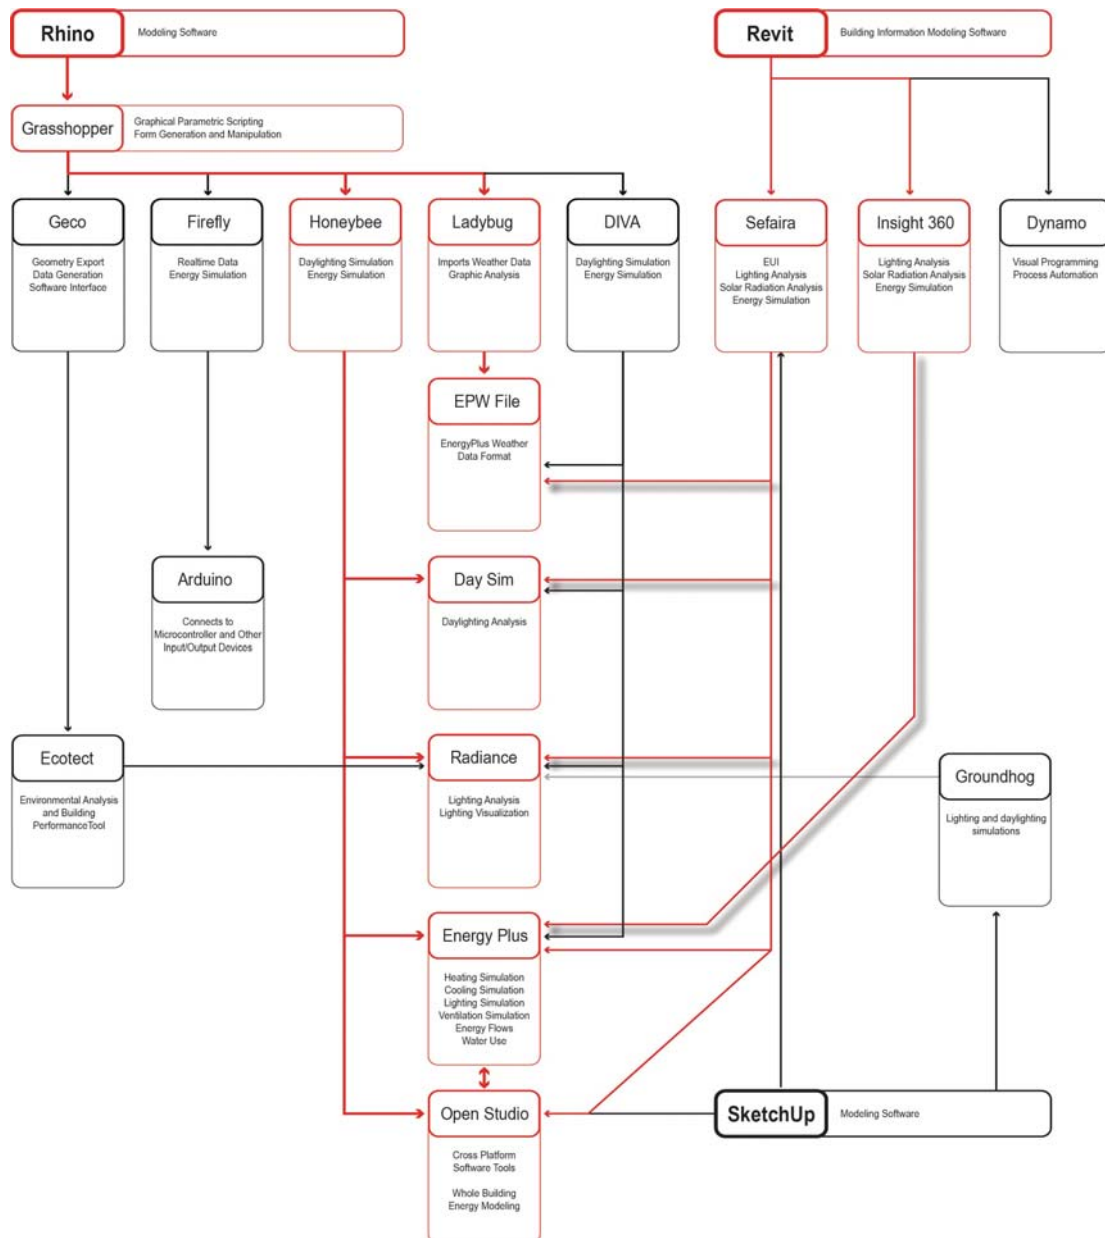 Rhino
Modeling Software
Revit
Building Information Modeling Software
Grasshopper
Graphical Parametric Scripting
Form Generation and Manipulation
Geco
Geometry Export
Data Generation
Software Interface
Firefly
Realtime Data
Energy Simulation
Honeybee
Daylighting Simulation
Energy Simulation
Ladybug
Imports Weather Data
Graphic Analysis
DIVA
Daylighting Simulation
Energy Simulation
Sefaira
EUI
Lighting Analysis
Solar Radiation Analysis
Energy Simulation
Insight 360
Lighting Analysis
Solar Radiation Analysis
Energy Simulation
Dynamo
Visual Programming
Process Automation
EPW File
EnergyPlus Weather
Data Format
Arduino
Connects to
Microcontroller and Other
Input/Output Devices
Day Sim
Daylighting Analysis
Ecotect
Environmental Analysis
and Building
PerformanceTool
Radiance
Lighting Analysis
Lighting Visualization
Groundhog
Lighting and daylighting
simulations
Energy Plus
Heating Simulation
Cooling Simulation
Lighting Simulation
Ventilation Simulation
Energy Flows
Water Use
Open Studio
Cross Platform
Software Tools
Whole Building
Energy Modeling
SketchUp
Modeling Software